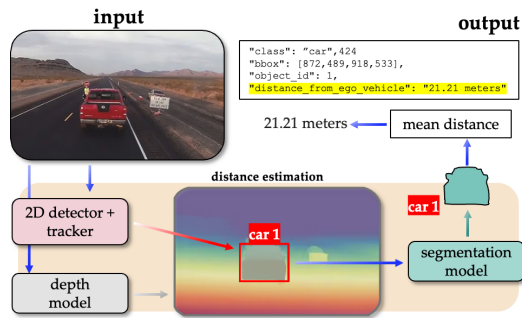 input
output
"class": "car",424
"bbox": [872,489,918,533],
"object_id": 1,
"distance_from_ego_vehicle": "21.21 meters"
21.21 meters
mean distance
distance estimation
car 1
2D detector +
tracker
car 1
segmentation
model
depth
model